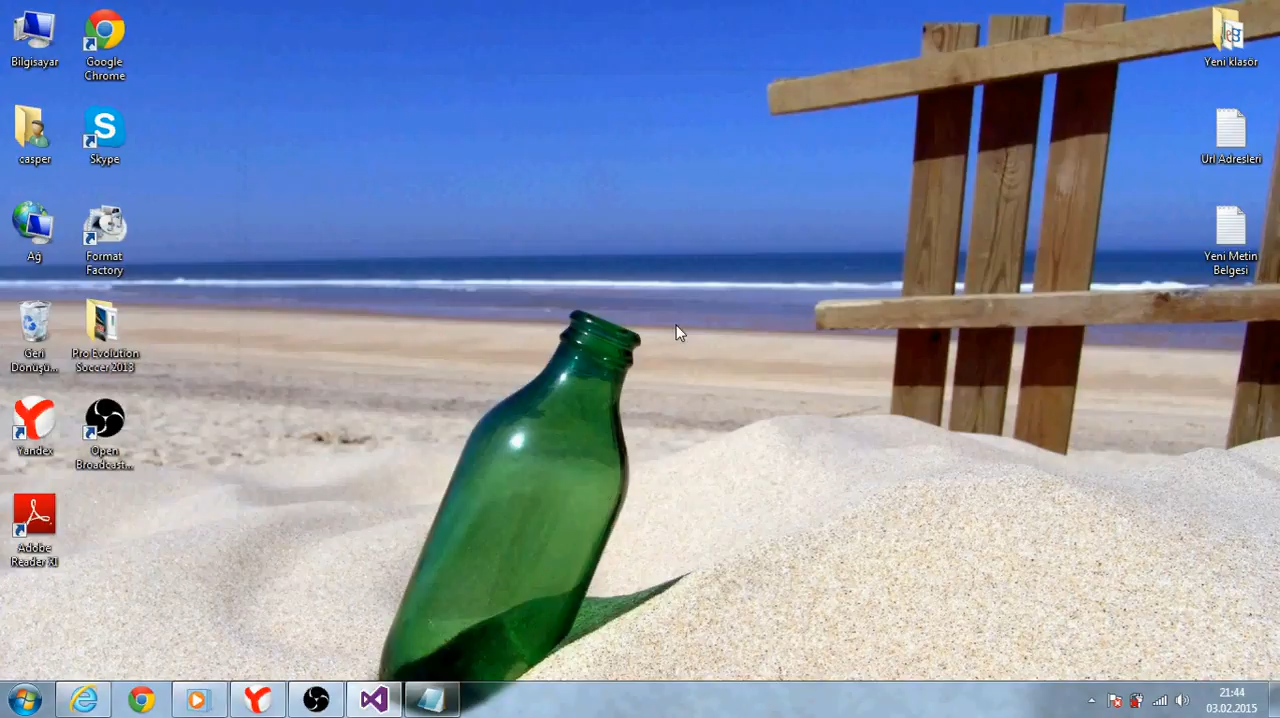 Bilgisayar
Google
Chrome
casper
Skype
Ağ
Format
Factory
Geri
Dönüşü...
Pro Evolution
Soccer 2013
Yandex
Open
Broadcast...
Adobe
Reader XI
Yeni klasör
Url Adresleri
Yeni Metin
Belgesi
21:44
03.02.2015